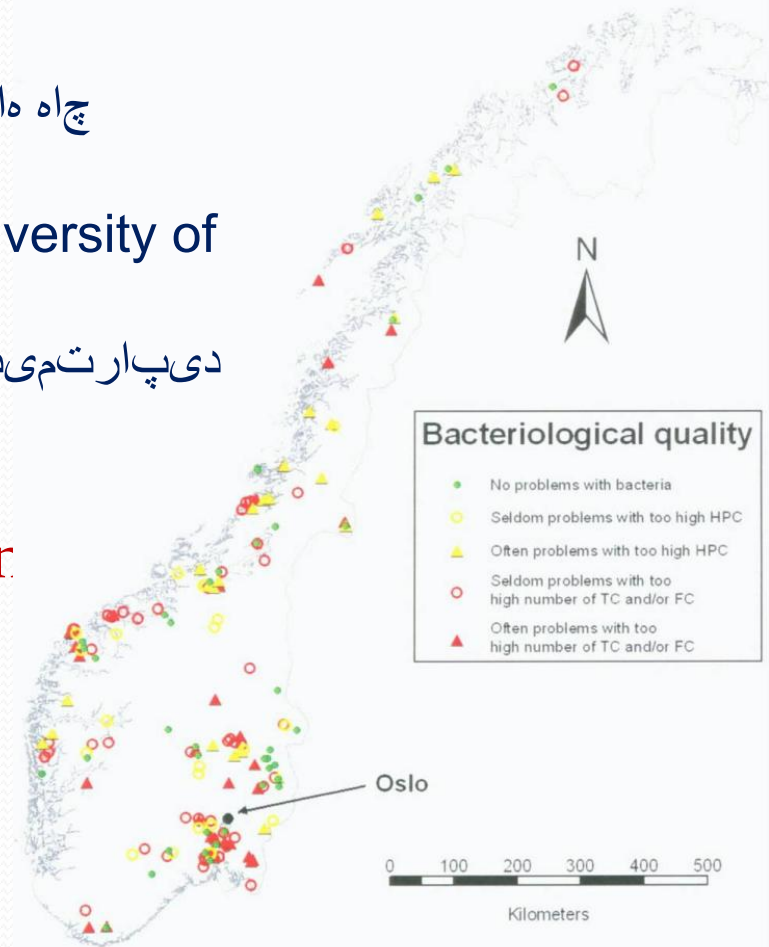 چاه ها
versity of
دیپارتمی
N
Bacteriological quality
No problems with bacteria
Seldom problems with too high HPC
Often problems with too high HPC
Seldom problems with too
high number of TC and/or FC
Often problems with too
high number of TC and/or FC
Oslo
0 100 200 300 400 500
Kilometers